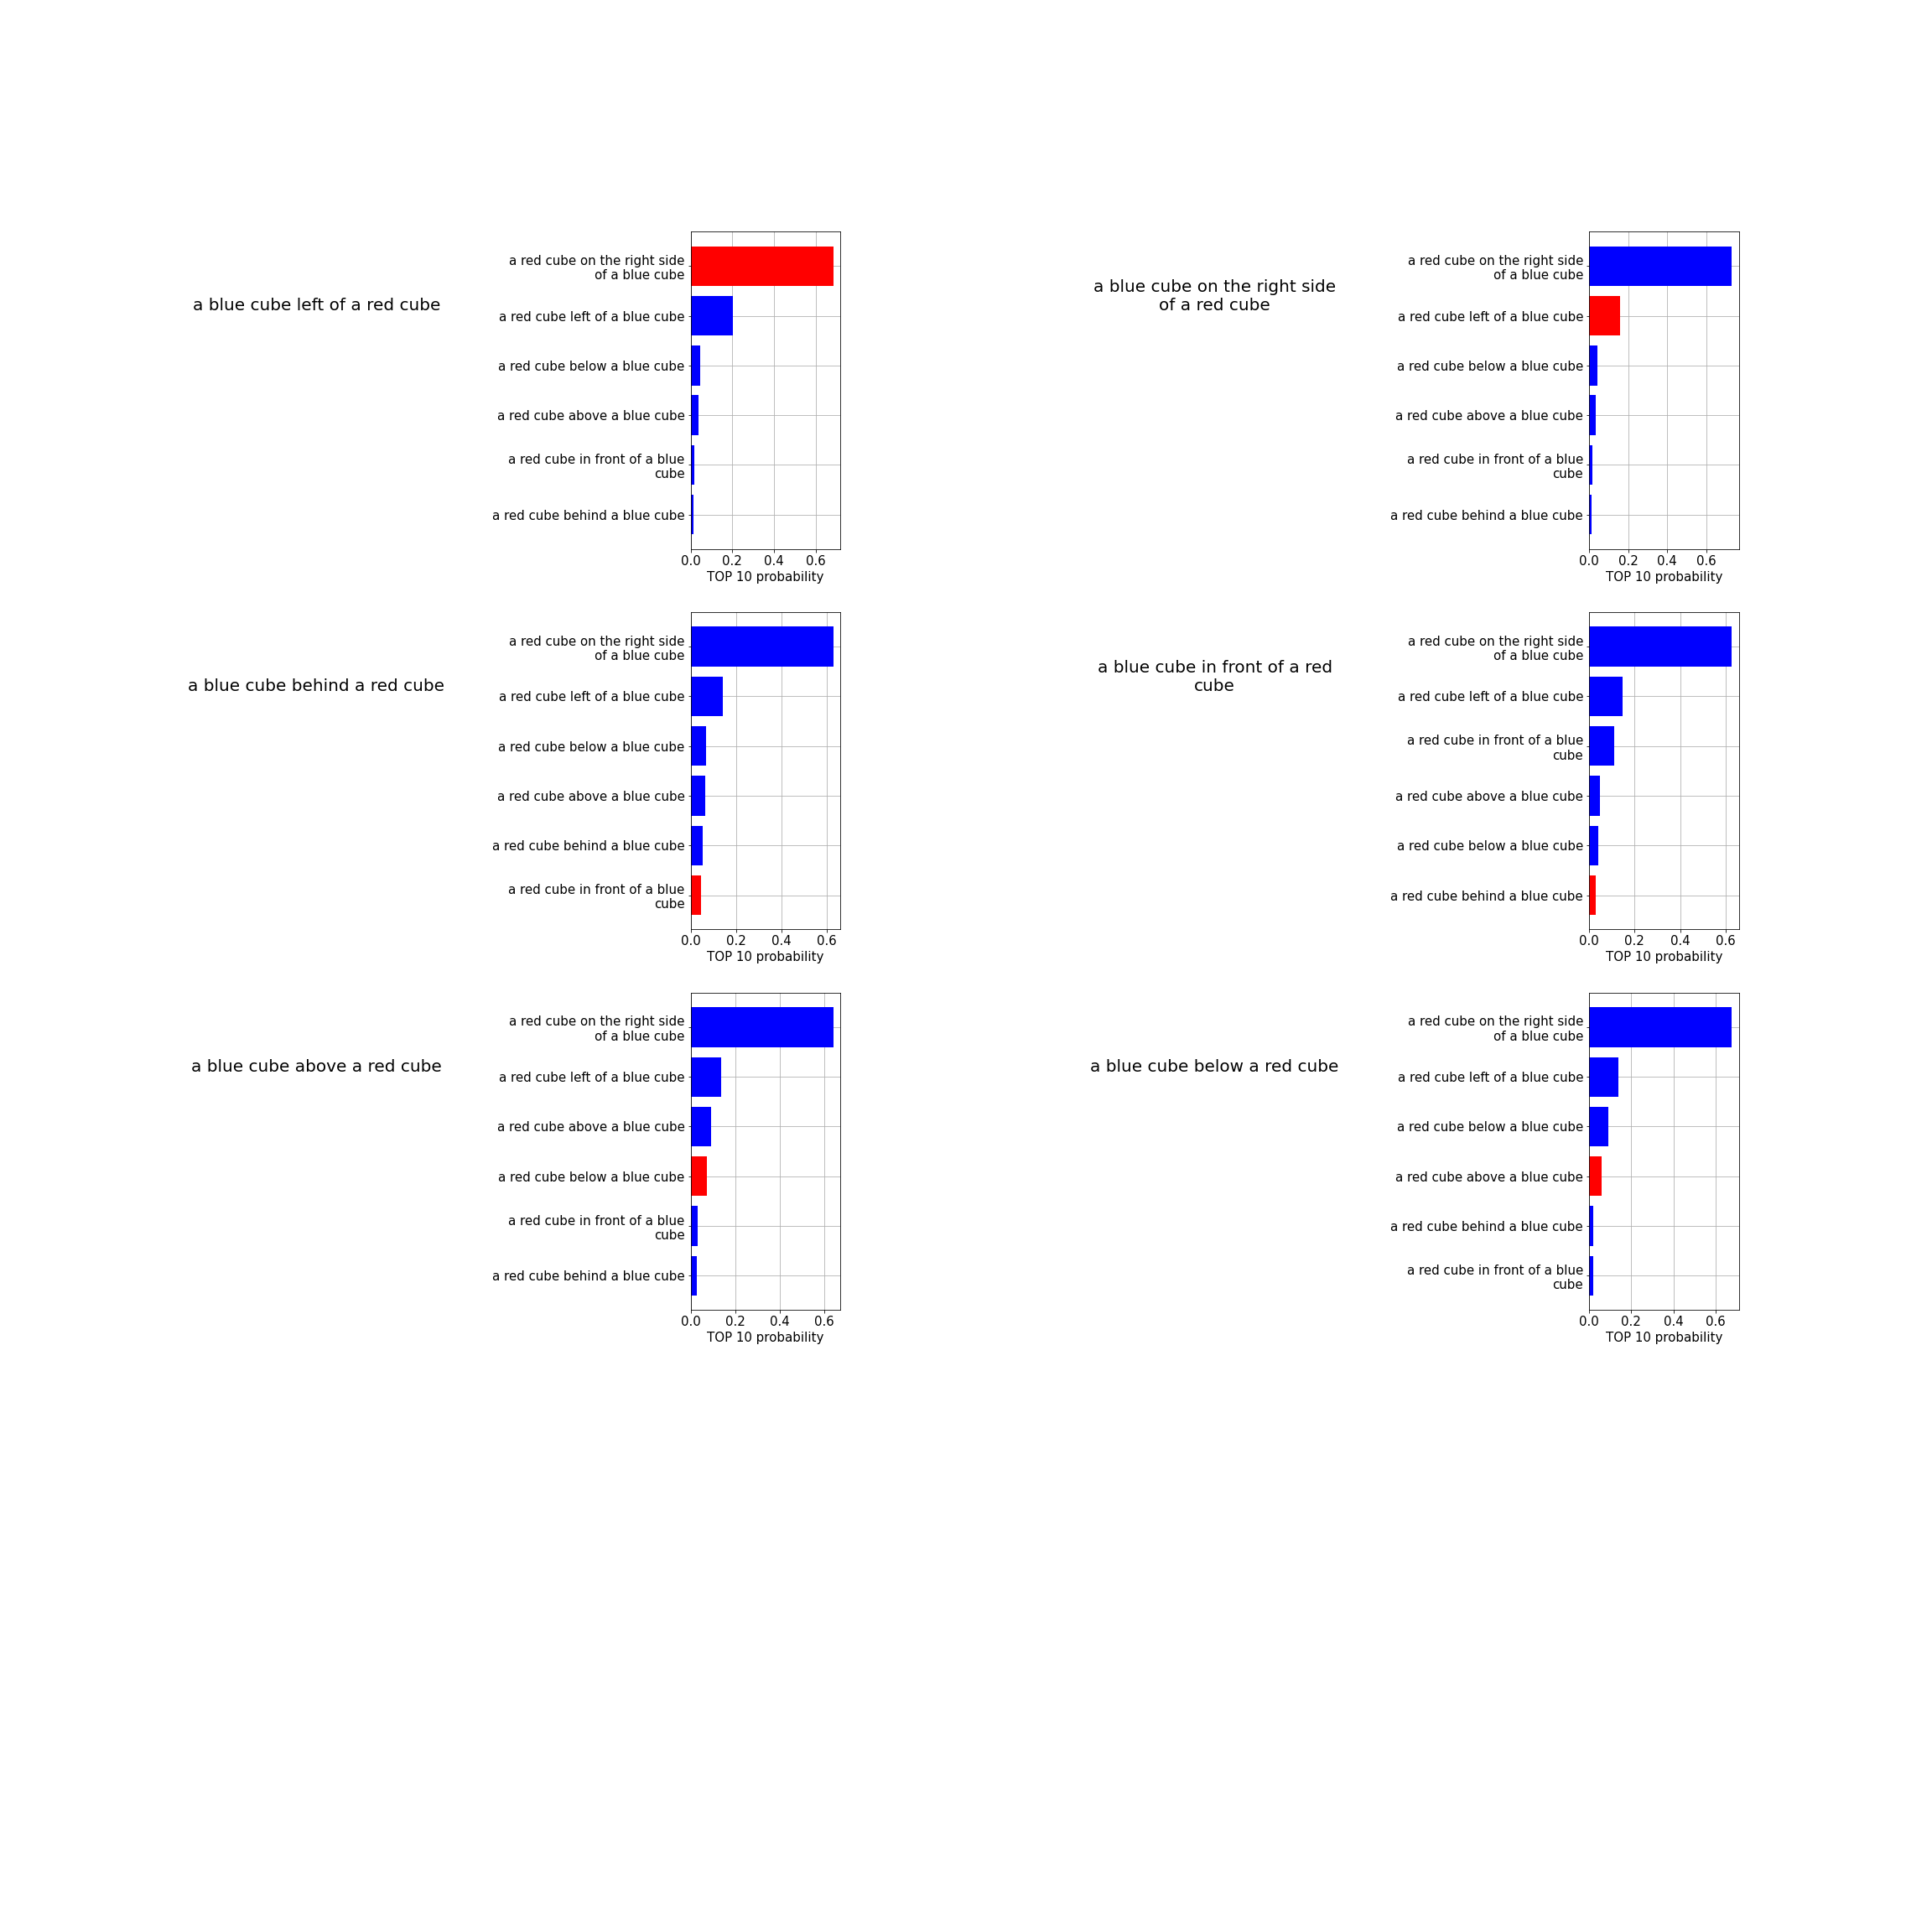 a blue cube left of a red cube
a red cube on the right side
of a blue cube
a red cube left of a blue cube
a red cube below a blue cube
a red cube above a blue cube
a red cube in front of a blue
cube
a red cube behind a blue cube
0.0 0.2 0.4 0.6
TOP 10 probability
a blue cube on the right side
of a red cube
a red cube on the right side
of a blue cube
a red cube left of a blue cube
a red cube below a blue cube
a red cube above a blue cube
a red cube in front of a blue
cube
a red cube behind a blue cube
0.0 0.2 0.4 0.6
TOP 10 probability
a blue cube behind a red cube
a red cube on the right side
of a blue cube
a red cube left of a blue cube
a red cube below a blue cube
a red cube above a blue cube
a red cube behind a blue cube
a red cube in front of a blue
cube
0.0 0.2 0.4 0.6
TOP 10 probability
a blue cube in front of a red
cube
a red cube on the right side
of a blue cube
a red cube left of a blue cube
a red cube in front of a blue
cube
a red cube above a blue cube
a red cube below a blue cube
a red cube behind a blue cube
0.0 0.2 0.4 0.6
TOP 10 probability
a blue cube above a red cube
a red cube on the right side
of a blue cube
a red cube left of a blue cube
a red cube above a blue cube
a red cube below a blue cube
a red cube in front of a blue
cube
a red cube behind a blue cube
0.0 0.2 0.4 0.6
TOP 10 probability
a blue cube below a red cube
a red cube on the right side
of a blue cube
a red cube left of a blue cube
a red cube below a blue cube
a red cube above a blue cube
a red cube behind a blue cube
a red cube in front of a blue
cube
0.0 0.2 0.4 0.6
TOP 10 probability